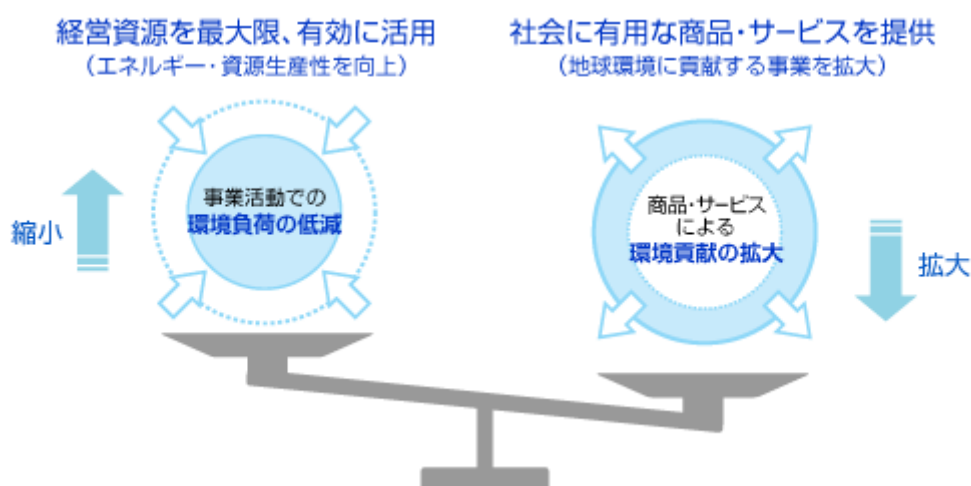 経営資源を最大限、有効に活用
（エネルギー・資源生産性を向上）
社会に有用な商品・サービスを提供
（地球環境に貢献する事業を拡大）
縮小
事業活動での
環境負荷の低減
商品・サービス
による
環境貢献の拡大
拡大